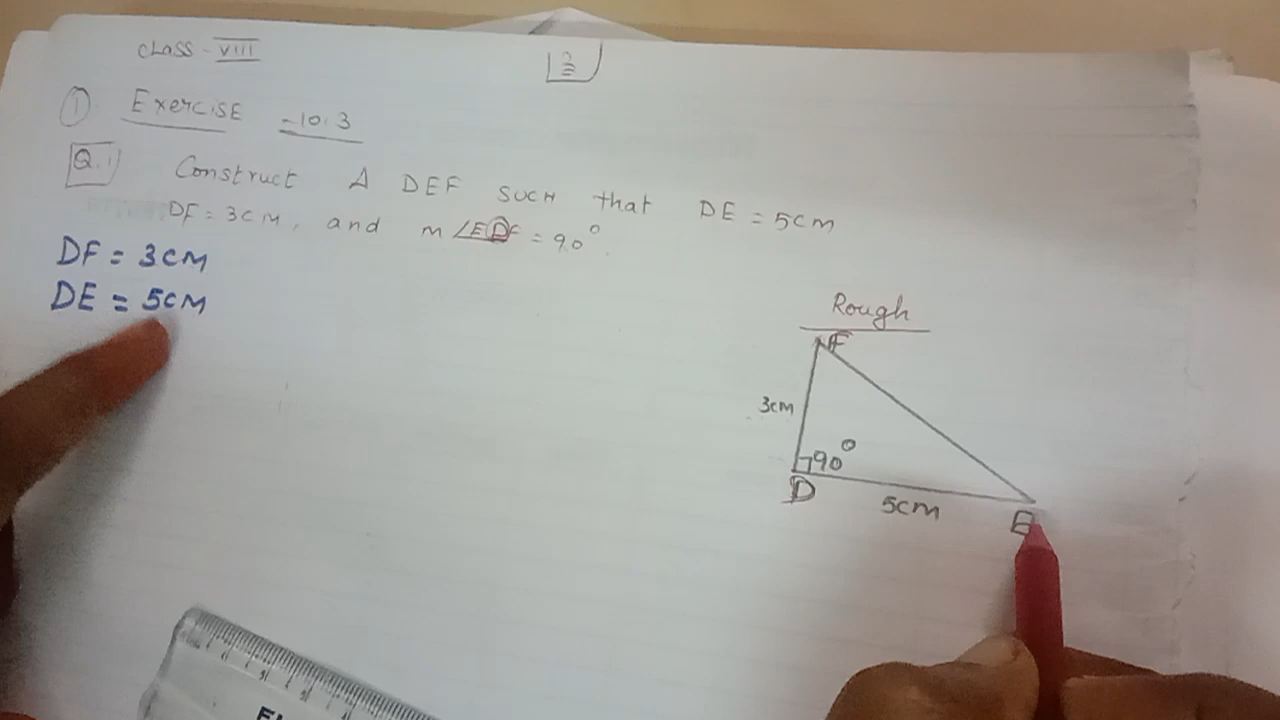 CLASS - VIII
2
① Exercise - 10.3
Q.1 Construct Δ DEF SUCH that DE = 5CM
DF = 3CM, and m∠EDF = 90°.
DF = 3CM
DE = 5CM
Rough
F
3cm
90°
D
5cm
E